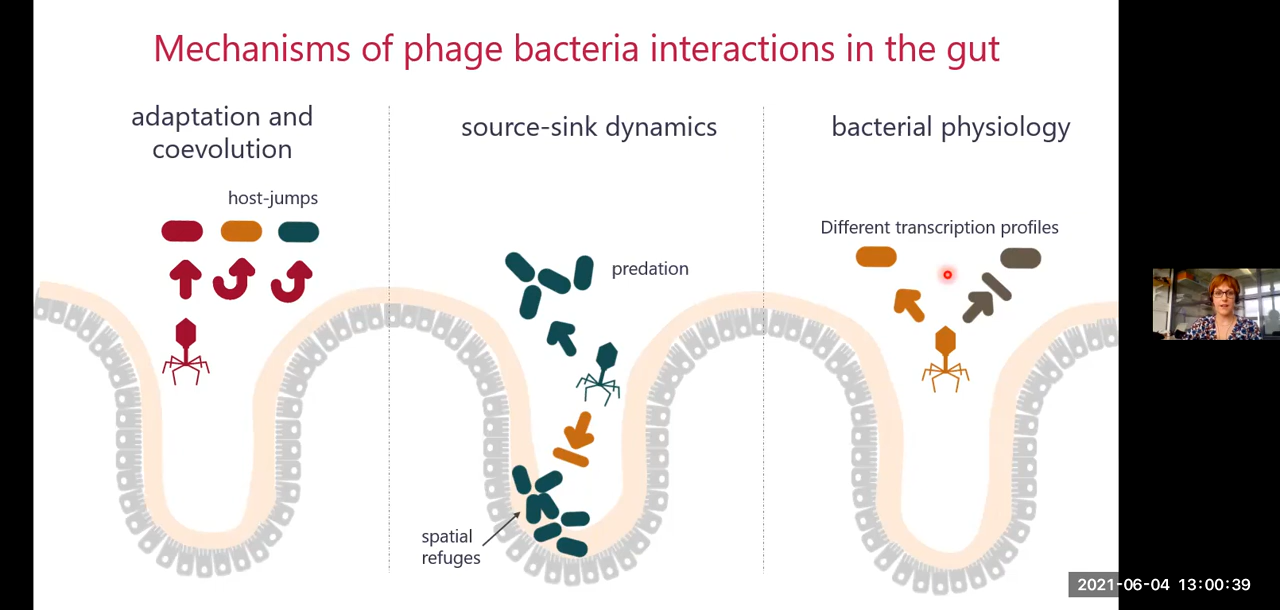 Mechanisms of phage bacteria interactions in the gut
adaptation and
coevolution
host-jumps
source-sink dynamics
predation
spatial
refuges
bacterial physiology
Different transcription profiles
2021-06-04 13:00:39